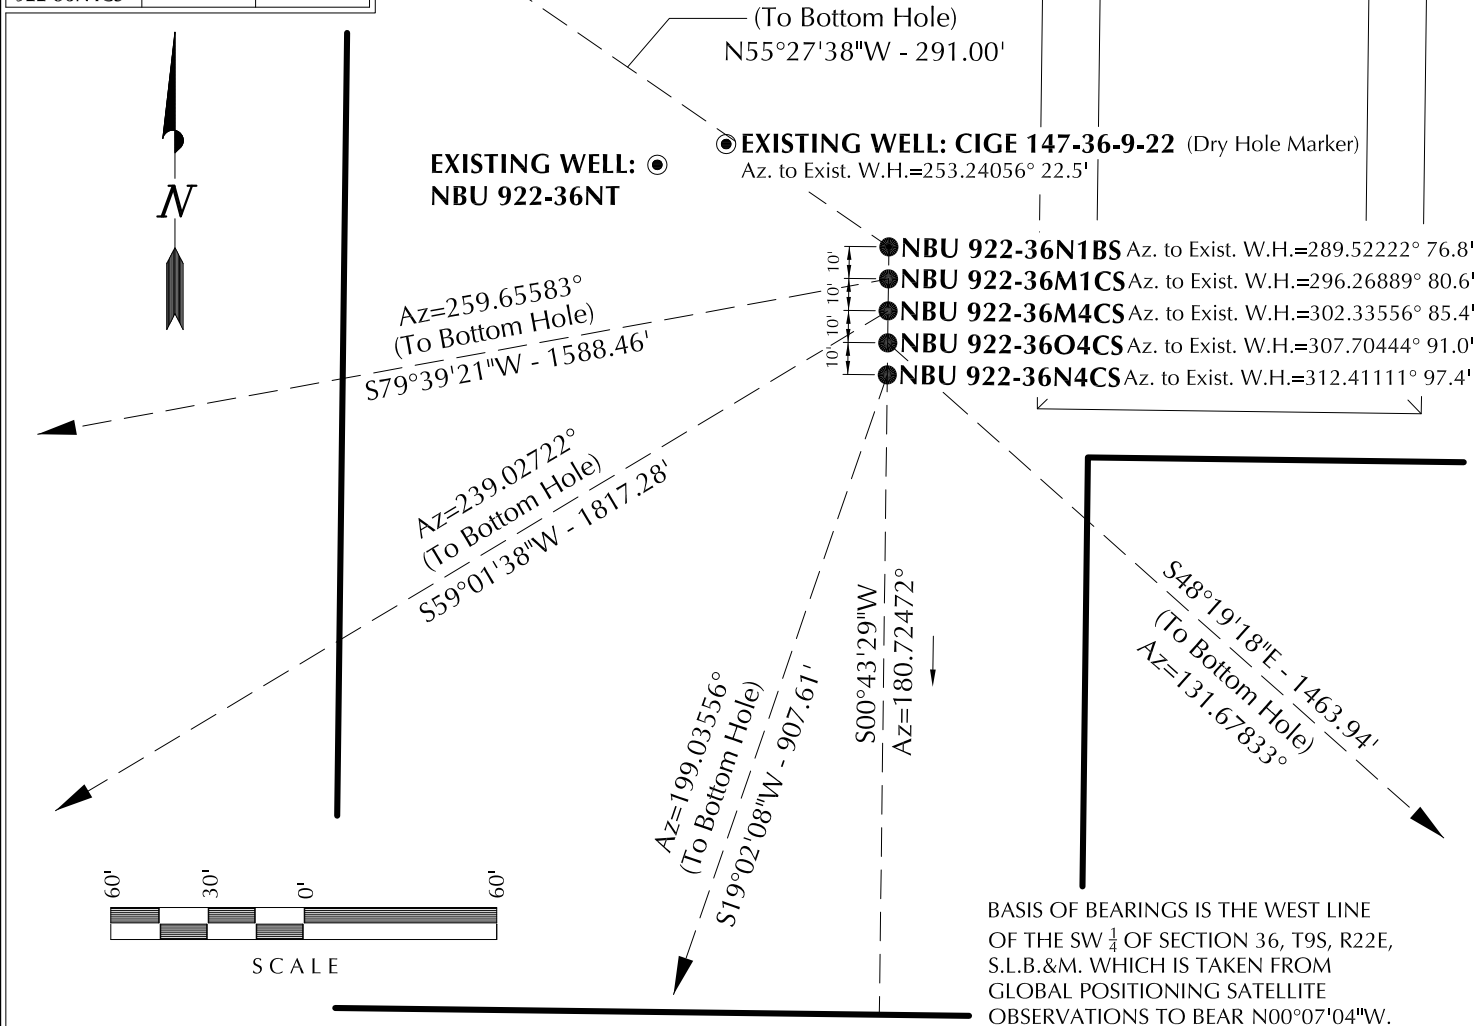 (To Bottom Hole)
N55°27'38"W - 291.00'
EXISTING WELL: CIGE 147-36-9-22 (Dry Hole Marker)
Az. to Exist. W.H.=253.24056° 22.5'
EXISTING WELL:
NBU 922-36NT
N
NBU 922-36N1BS Az. to Exist. W.H.=289.52222° 76.8'
10'
NBU 922-36M1CS Az. to Exist. W.H.=296.26889° 80.6'
10'
NBU 922-36M4CS Az. to Exist. W.H.=302.33556° 85.4'
10'
NBU 922-36O4CS Az. to Exist. W.H.=307.70444° 91.0'
10'
NBU 922-36N4CS Az. to Exist. W.H.=312.41111° 97.4'
Az=259.65583°
(To Bottom Hole)
S79°39'21"W - 1588.46'
Az=239.02722°
(To Bottom Hole)
S59°01'38"W - 1817.28'
Az=199.03556°
(To Bottom Hole)
S19°02'08"W - 907.61'
S00°43'29"W
Az=180.72472°
S48°19'18"E - 1463.94'
(To Bottom Hole)
Az=131.67833°
60' 30' 0' 60'
SCALE
BASIS OF BEARINGS IS THE WEST LINE
OF THE SW 1/4 OF SECTION 36, T9S, R22E,
S.L.B.&M. WHICH IS TAKEN FROM
GLOBAL POSITIONING SATELLITE
OBSERVATIONS TO BEAR N00°07'04"W.